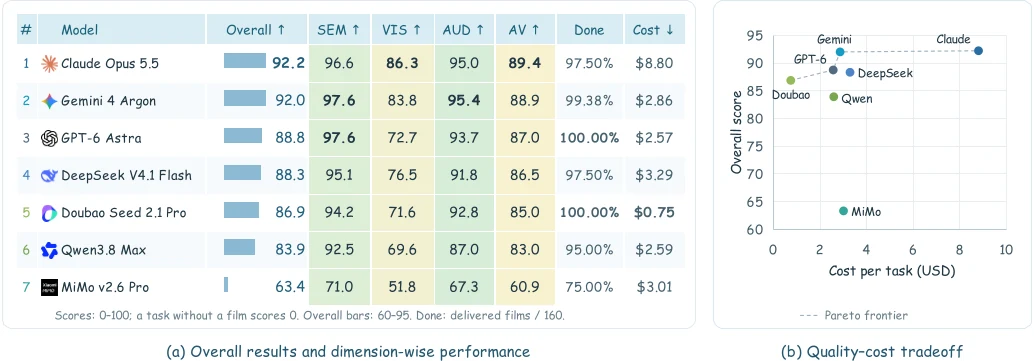 # Model Overall ↑ SEM ↑ VIS ↑ AUD ↑ AV ↑ Done Cost ↓
1 Claude Opus 5.5 92.2 96.6 86.3 95.0 89.4 97.50% $8.80
2 Gemini 4 Argon 92.0 97.6 83.8 95.4 88.9 99.38% $2.86
3 GPT-6 Astra 88.8 97.6 72.7 93.7 87.0 100.00% $2.57
4 DeepSeek V4.1 Flash 88.3 95.1 76.5 91.8 86.5 97.50% $3.29
5 Doubao Seed 2.1 Pro 86.9 94.2 71.6 92.8 85.0 100.00% $0.75
6 Qwen3.8 Max 83.9 92.5 69.6 87.0 83.0 95.00% $2.59
7 MiMo v2.6 Pro 63.4 71.0 51.8 67.3 60.9 75.00% $3.01
Scores: 0–100; a task without a film scores 0. Overall bars: 60–95. Done: delivered films / 160.
(a) Overall results and dimension-wise performance
Overall score
95
90
85
80
75
70
65
60
Gemini
Claude
GPT-6
DeepSeek
Doubao
Qwen
MiMo
0 2 4 6 8 10
Cost per task (USD)
Pareto frontier
(b) Quality–cost tradeoff